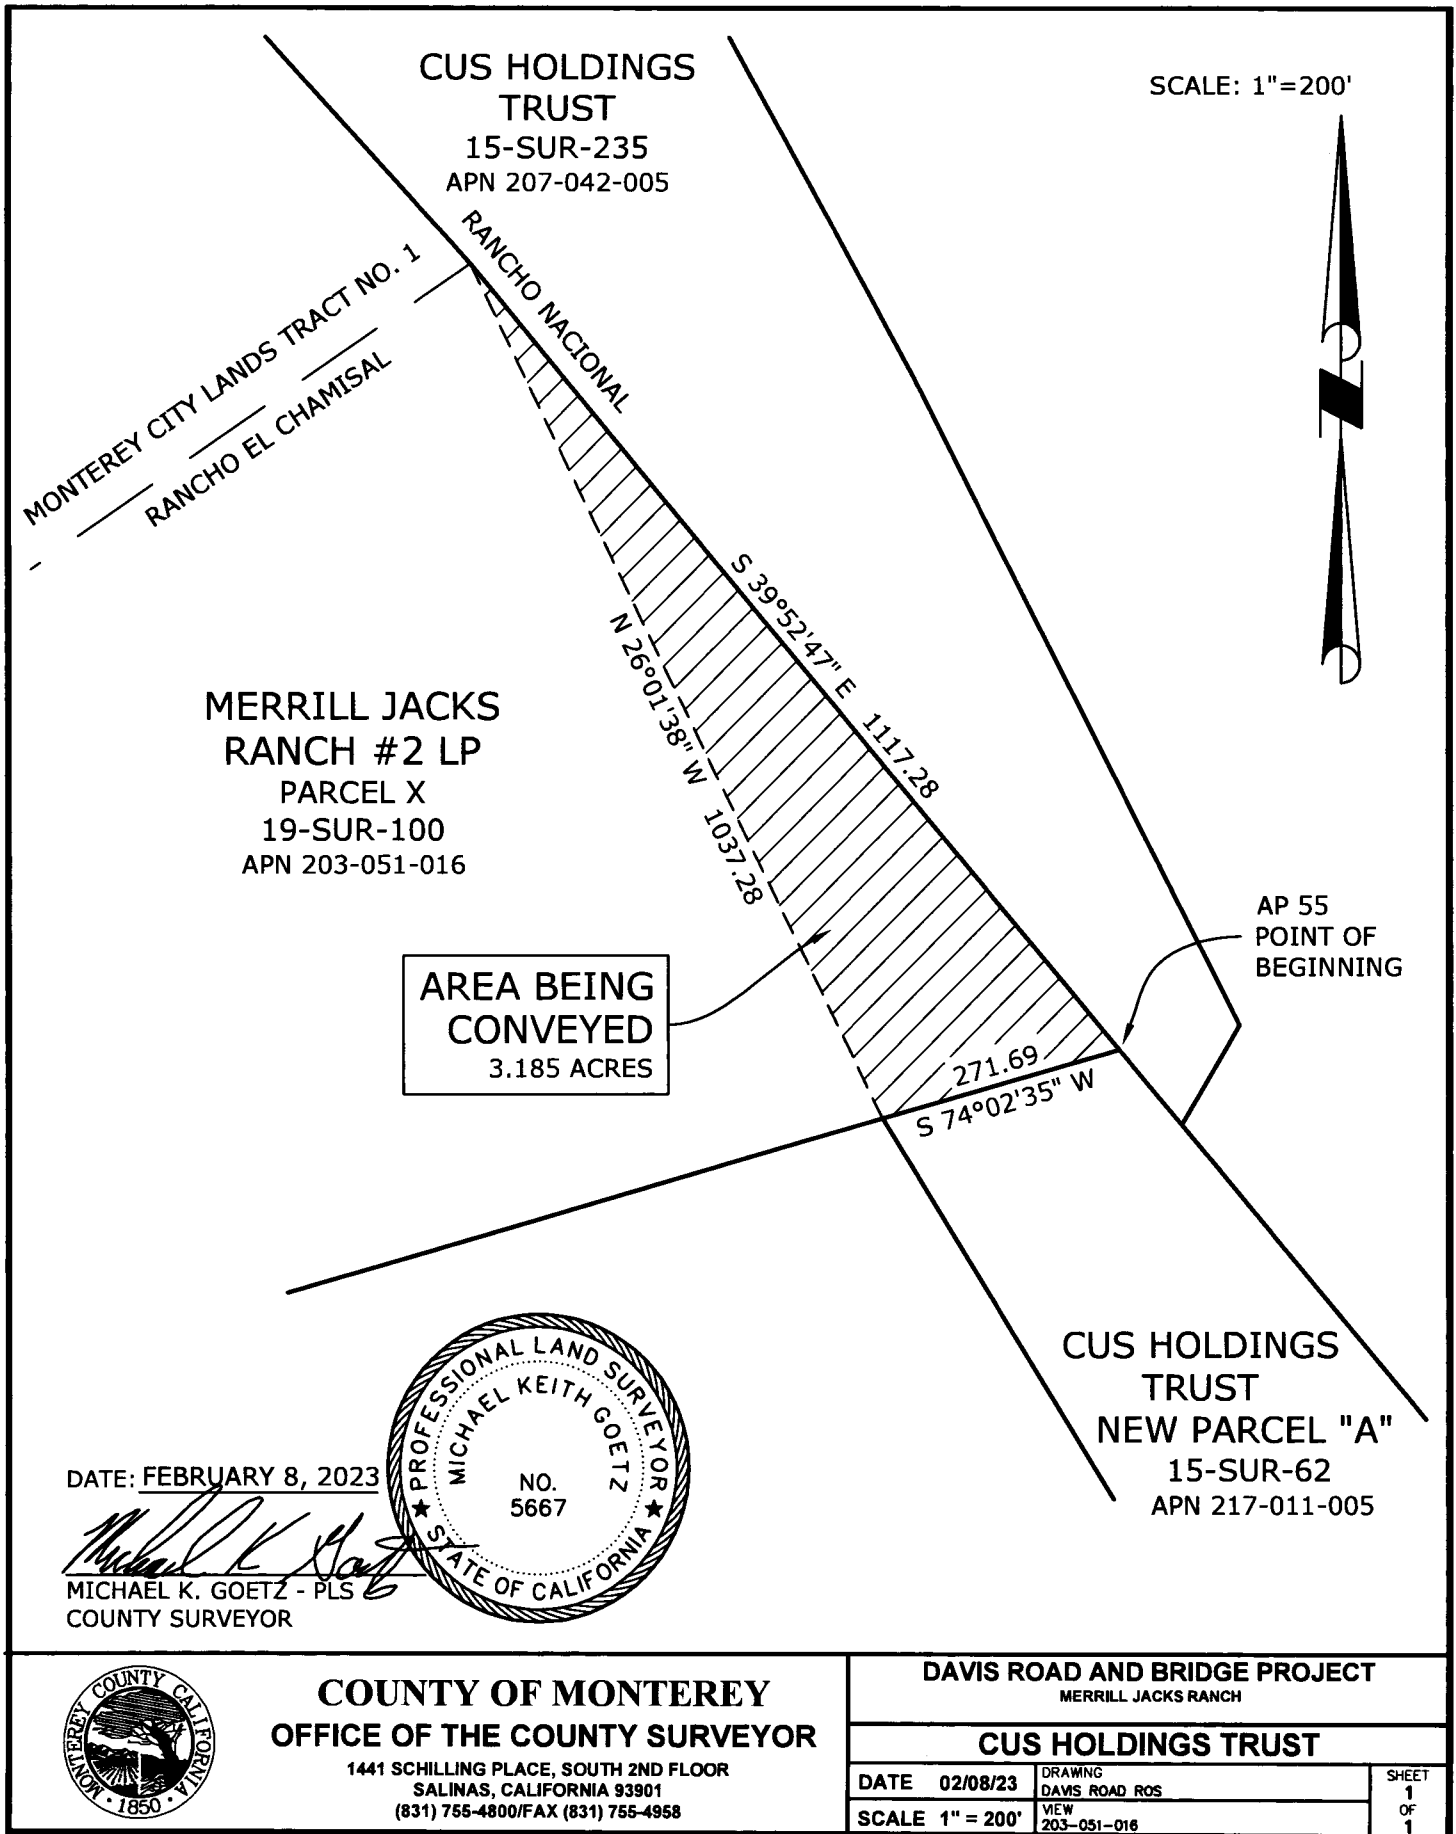 CUS HOLDINGS
TRUST
15-SUR-235
APN 207-042-005
SCALE: 1"=200'
MONTEREY CITY LANDS TRACT NO. 1
RANCHO EL CHAMISAL
RANCHO NACIONAL
S 39°52'47" E 1117.28
N 26°01'38" W 1037.28
MERRILL JACKS
RANCH #2 LP
PARCEL X
19-SUR-100
APN 203-051-016
AP 55
POINT OF
BEGINNING
AREA BEING
CONVEYED
3.185 ACRES
271.69
S 74°02'35" W
CUS HOLDINGS
TRUST
NEW PARCEL "A"
15-SUR-62
APN 217-011-005
PROFESSIONAL LAND SURVEYOR
MICHAEL KEITH GOETZ
NO.
5667
STATE OF CALIFORNIA
DATE: FEBRUARY 8, 2023
Michael K Goetz
MICHAEL K. GOETZ - PLS
COUNTY SURVEYOR
MONTEREY COUNTY CALIFORNIA
1850
COUNTY OF MONTEREY
OFFICE OF THE COUNTY SURVEYOR
1441 SCHILLING PLACE, SOUTH 2ND FLOOR
SALINAS, CALIFORNIA 93901
(831) 755-4800/FAX (831) 755-4958
DAVIS ROAD AND BRIDGE PROJECT
MERRILL JACKS RANCH
CUS HOLDINGS TRUST
DATE 02/08/23
DRAWING
DAVIS ROAD ROS
SCALE 1" = 200'
VIEW
203-051-016
SHEET
1
OF
1